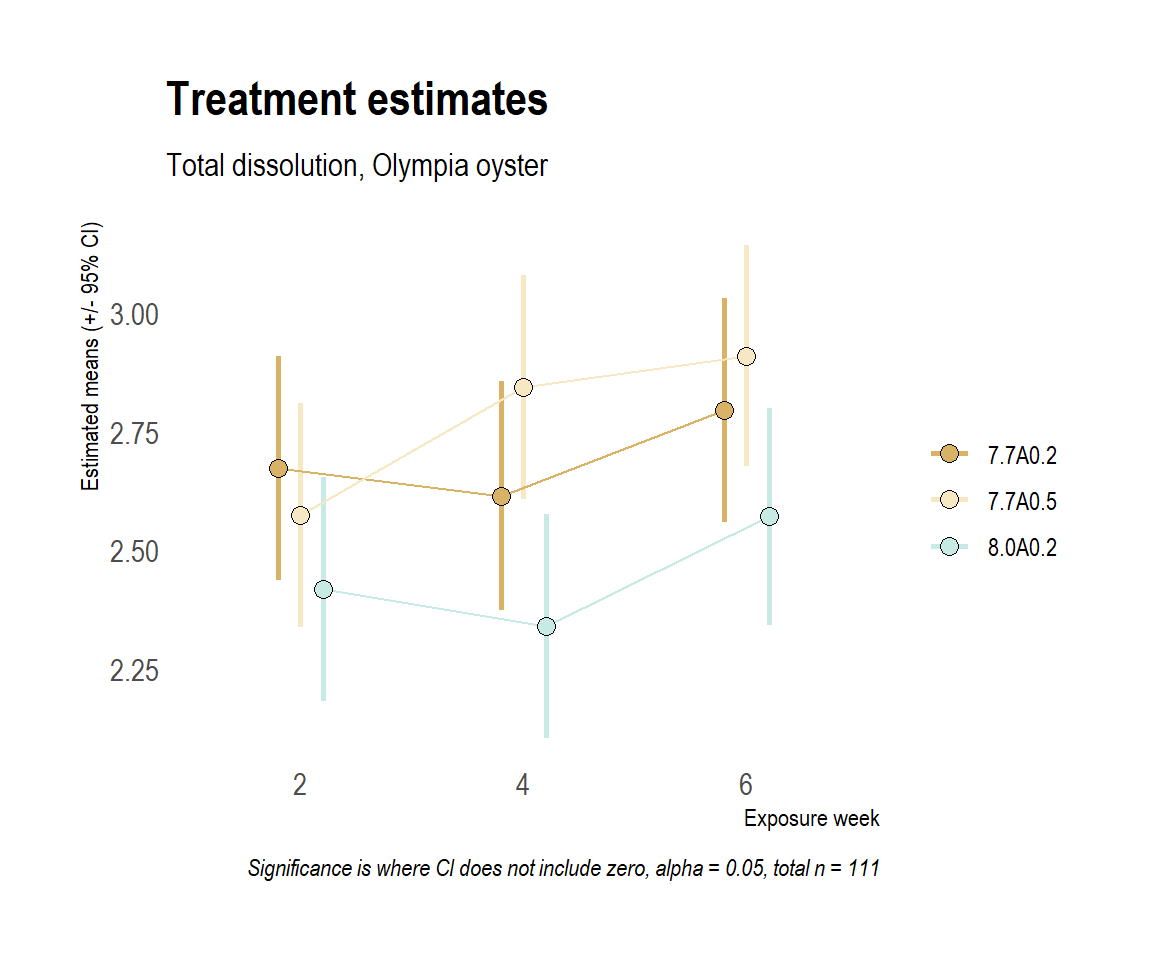 Treatment estimates
Total dissolution, Olympia oyster
Estimated means (+/- 95% CI)
3.00
2.75
2.50
2.25
2
4
6
Exposure week
7.7A0.2
7.7A0.5
8.0A0.2
Significance is where CI does not include zero, alpha = 0.05, total n = 111